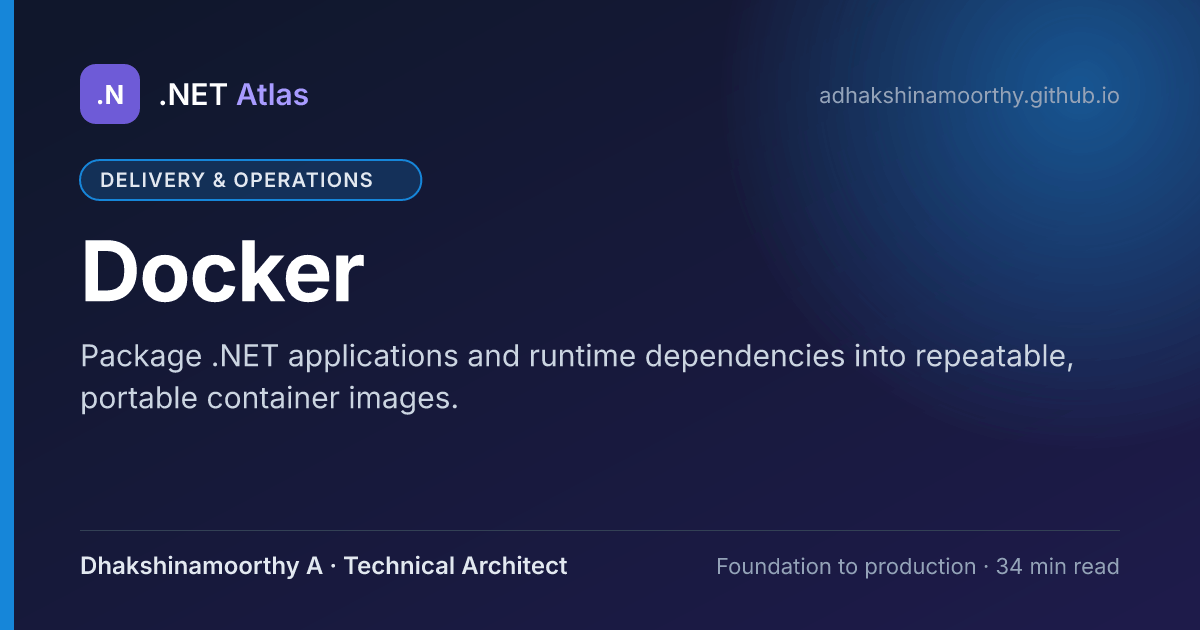 .N
.NET Atlas
adhakshinamoorthy.github.io
DELIVERY & OPERATIONS
Docker
Package .NET applications and runtime dependencies into repeatable,
portable container images.
Dhakshinamoorthy A · Technical Architect
Foundation to production · 34 min read